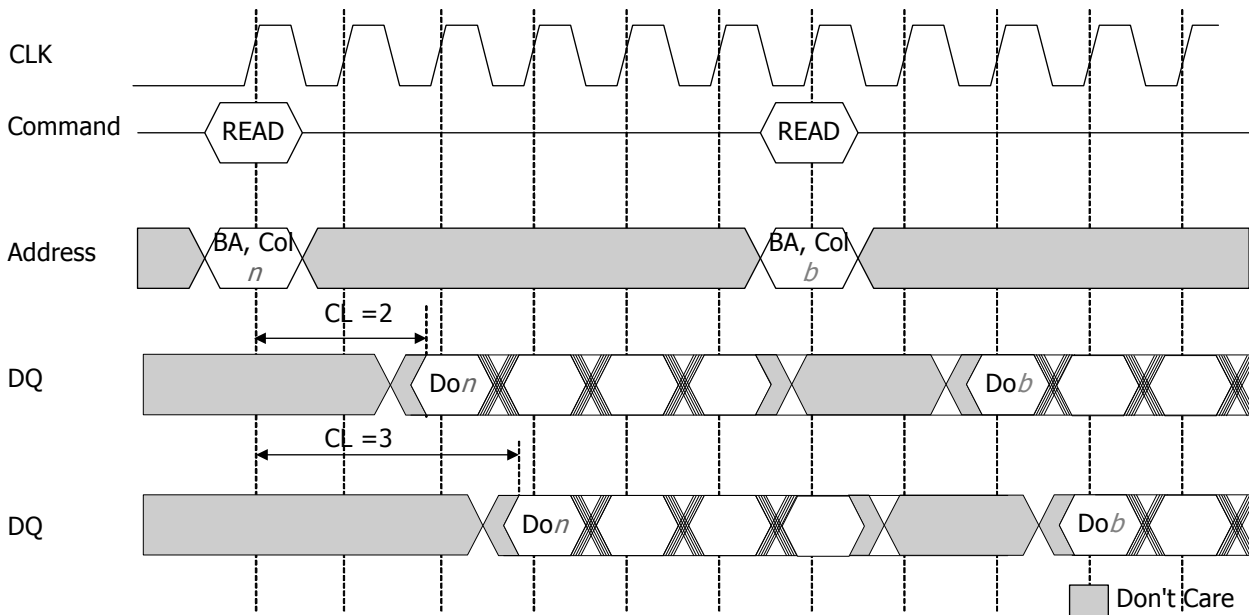 CLK
Command
READ
READ
Address
BA, Col
n
BA, Col
b
CL =2
DQ
Don
Dob
CL =3
DQ
Don
Dob
Don't Care